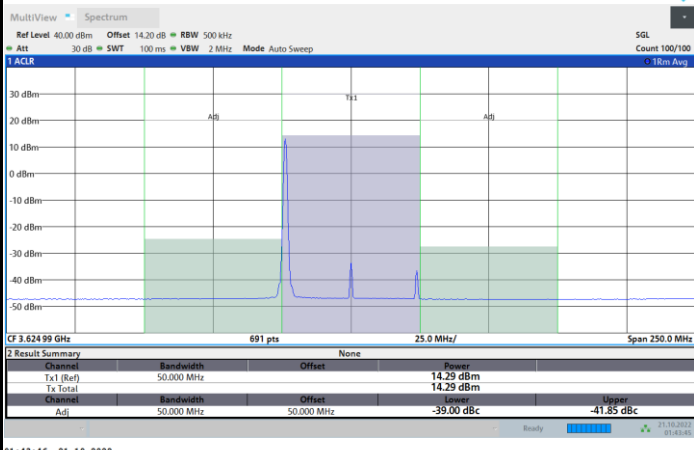 MultiView Spectrum
Ref Level 40.00 dBm Offset 14.20 dB RBW 500 kHz SGL
Att 30 dB SWT 100 ms VBW 2 MHz Mode Auto Sweep Count 100/100
1 ACLR 1Rm Avg
30 dBm
Tx1
20 dBm Adj Adj
10 dBm
0 dBm
-10 dBm
-20 dBm
-30 dBm
-40 dBm
-50 dBm
CF 3.624 99 GHz 691 pts 25.0 MHz/ Span 250.0 MHz
2 Result Summary None
Channel Bandwidth Offset Power
Tx1 (Ref) 50.000 MHz 14.29 dBm
Tx Total 14.29 dBm
Channel Bandwidth Offset Lower Upper
Adj 50.000 MHz 50.000 MHz -39.00 dBc -41.85 dBc
Ready 21.10.2022
01:43:45